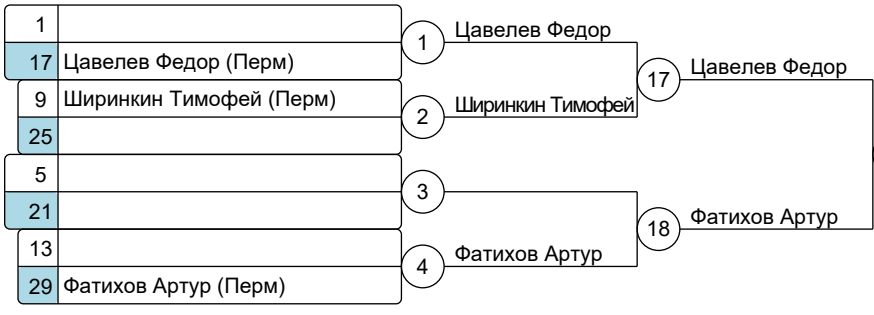 1
17 Цавелев Федор (Перм)
1
Цавелев Федор
9 Ширинкин Тимофей (Перм)
25
2
Ширинкин Тимофей
17
Цавелев Федор
5
21
3
13
29 Фатихов Артур (Перм)
4
Фатихов Артур
18
Фатихов Артур